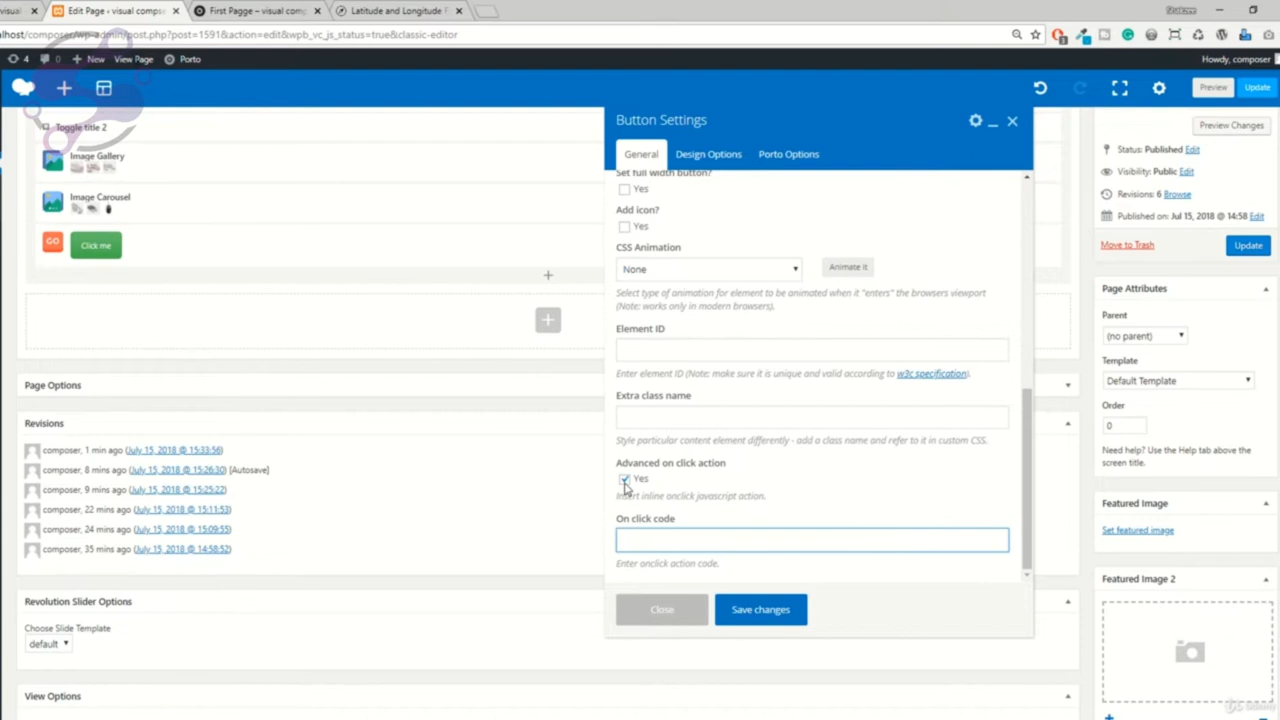 visual
Edit Page ‹ visual compose
First Pagge – visual comp
Latitude and Longitude F
lhost/composer/wp-admin/post.php?post=1591&action=edit&wpb_vc_js_status=true&classic-editor
4 0 New View Page Porto Howdy, composer
Preview Update
Toggle title 2
Image Gallery
Image Carousel
GO Click me
Button Settings
General Design Options Porto Options
Set full width button?
Yes
Add icon?
Yes
CSS Animation
None Animate it
Select type of animation for element to be animated when it "enters" the browsers viewport
(Note: works only in modern browsers).
Element ID
Enter element ID (Note: make sure it is unique and valid according to w3c specification).
Extra class name
Style particular content element differently - add a class name and refer to it in custom CSS.
Advanced on click action
Yes
Insert inline onclick javascript action.
On click code
Enter onclick action code.
Close Save changes
Page Options
Revisions
composer, 1 min ago (July 15, 2018 @ 15:33:56)
composer, 8 mins ago (July 15, 2018 @ 15:26:30) [Autosave]
composer, 9 mins ago (July 15, 2018 @ 15:25:22)
composer, 22 mins ago (July 15, 2018 @ 15:11:53)
composer, 24 mins ago (July 15, 2018 @ 15:09:55)
composer, 35 mins ago (July 15, 2018 @ 14:58:52)
Revolution Slider Options
Choose Slide Template
default
View Options
Preview Changes
Status: Published Edit
Visibility: Public Edit
Revisions: 6 Browse
Published on: Jul 15, 2018 @ 14:58 Edit
Move to Trash Update
Page Attributes
Parent
(no parent)
Template
Default Template
Order
0
Need help? Use the Help tab above the
screen title.
Featured Image
Set featured image
Featured Image 2